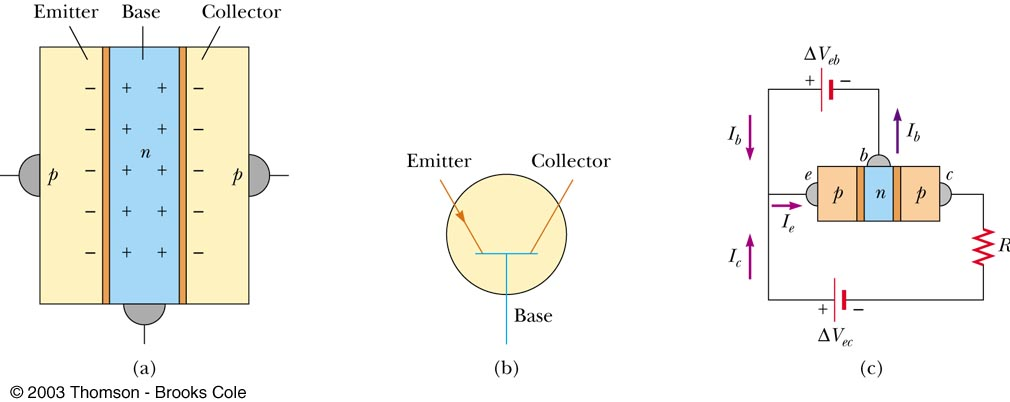 Emitter Base Collector
− + + −
− + + −
n
p − + + − p
− + + −
− + + −
(a)
Emitter Collector
Base
(b)
ΔV_eb
+ −
I_b I_b
b
e c
p n p
I_e
I_c R
+ −
ΔV_ec
(c)
© 2003 Thomson - Brooks Cole